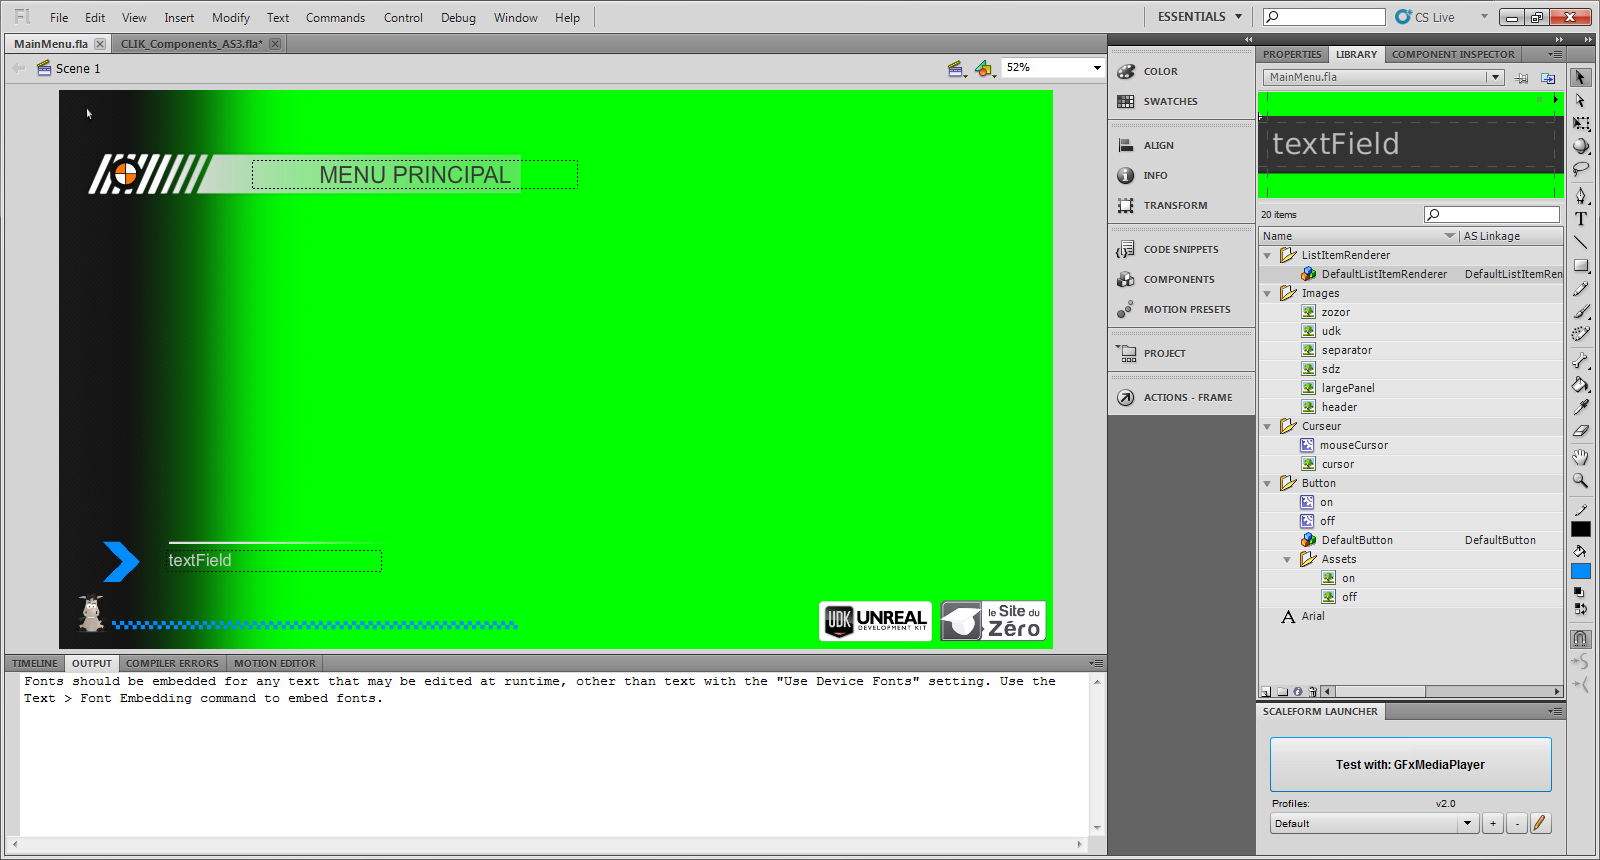 Fl File Edit View Insert Modify Text Commands Control Debug Window Help ESSENTIALS CS Live
MainMenu.fla CLIK_Components_AS3.fla*
Scene 1 52%
MENU PRINCIPAL
textField
UDK UNREAL
DEVELOPMENT KIT
le Site du
Zéro
TIMELINE OUTPUT COMPILER ERRORS MOTION EDITOR
Fonts should be embedded for any text that may be edited at runtime, other than text with the "Use Device Fonts" setting. Use the
Text > Font Embedding command to embed fonts.
COLOR
SWATCHES
ALIGN
INFO
TRANSFORM
CODE SNIPPETS
COMPONENTS
MOTION PRESETS
PROJECT
ACTIONS - FRAME
PROPERTIES LIBRARY COMPONENT INSPECTOR
MainMenu.fla
textField
20 items
Name AS Linkage
ListItemRenderer
DefaultListItemRenderer DefaultListItemRen
Images
zozor
udk
separator
sdz
largePanel
header
Curseur
mouseCursor
cursor
Button
on
off
DefaultButton DefaultButton
Assets
on
off
Arial
SCALEFORM LAUNCHER
Test with: GFxMediaPlayer
Profiles: v2.0
Default + -